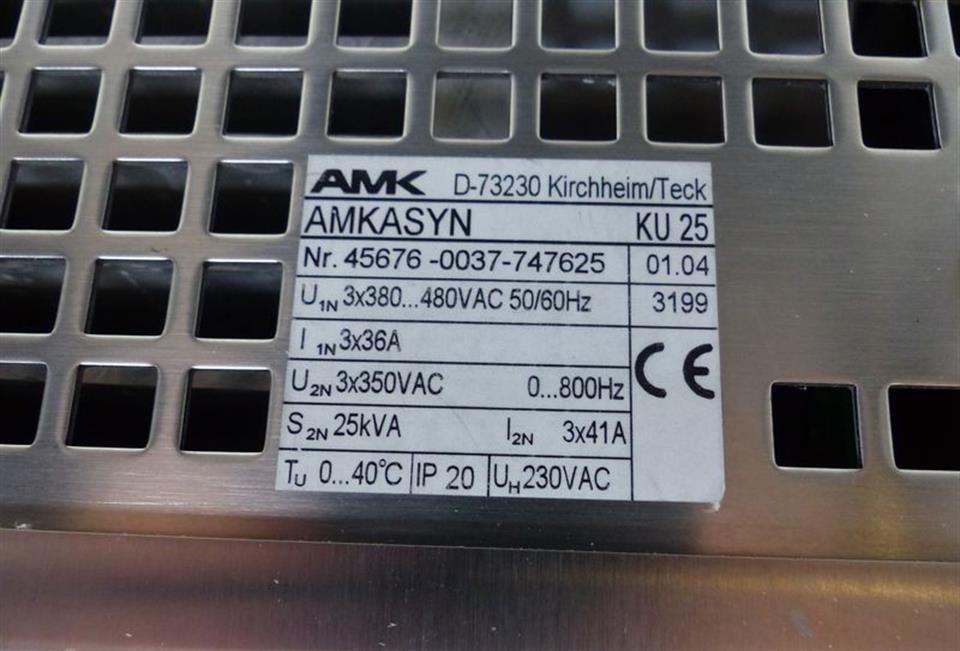 AMK D-73230 Kirchheim/Teck
AMKASYN KU 25
Nr. 45676 -0037-747625 01.04
U1N 3x380...480VAC 50/60Hz 3199
I 1N 3x36A
CE
U2N 3x350VAC 0...800Hz
S2N 25kVA I2N 3x41A
TU 0...40°C IP 20 UH 230VAC